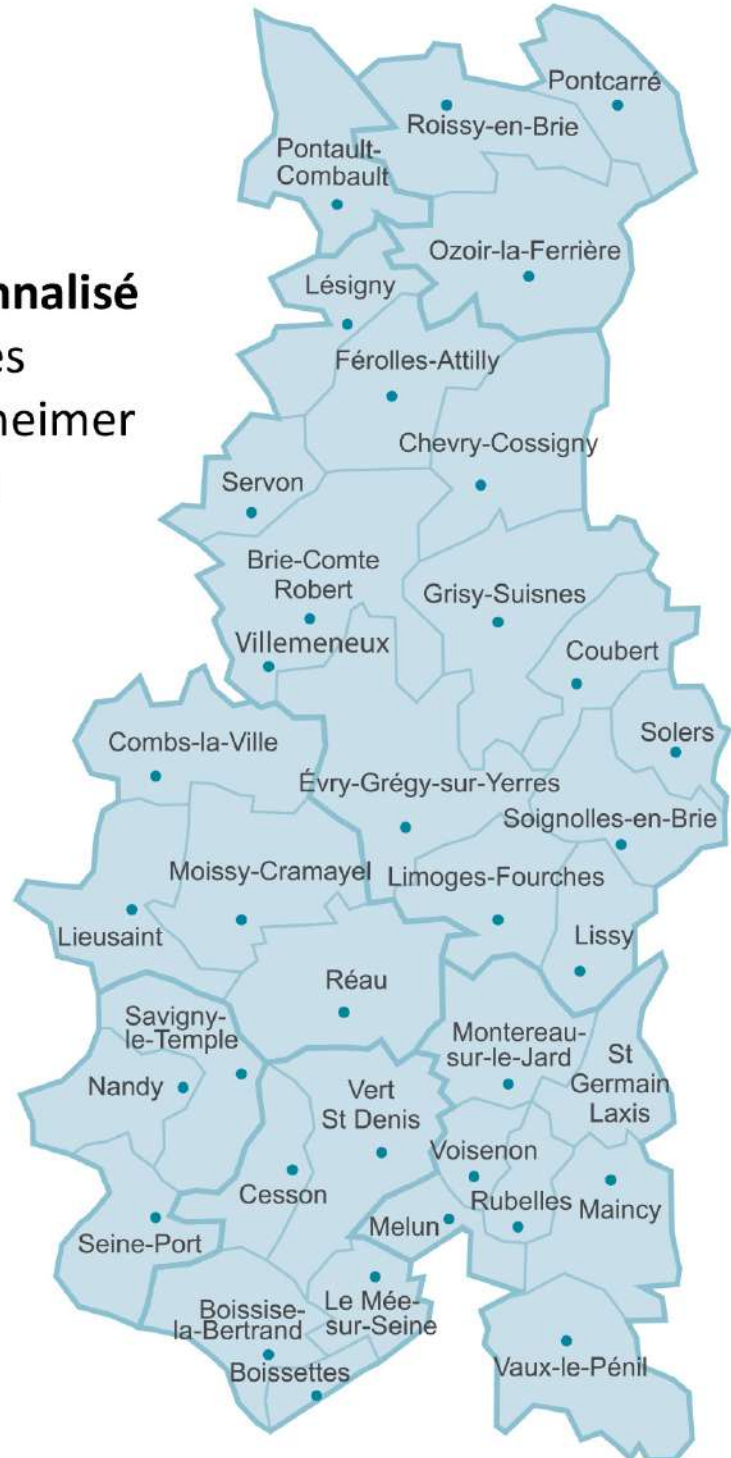 Pontcarré
Roissy-en-Brie
Pontault-
Combault
Ozoir-la-Ferrière
nnalisé
Lésigny
es
Férolles-Attilly
heimer
Chevry-Cossigny
Servon
Brie-Comte
Robert
Grisy-Suisnes
Villemeneux
Coubert
Solers
Combs-la-Ville
Évry-Grégy-sur-Yerres
Soignolles-en-Brie
Moissy-Cramayel
Limoges-Fourches
Lieusaint
Lissy
Réau
Savigny-
le-Temple
Montereau-
sur-le-Jard
St
Germain
Laxis
Nandy
Vert
St Denis
Voisenon
Cesson
Rubelles
Maincy
Melun
Seine-Port
Boissise-
la-Bertrand
Le Mée-
sur-Seine
Boissettes
Vaux-le-Pénil